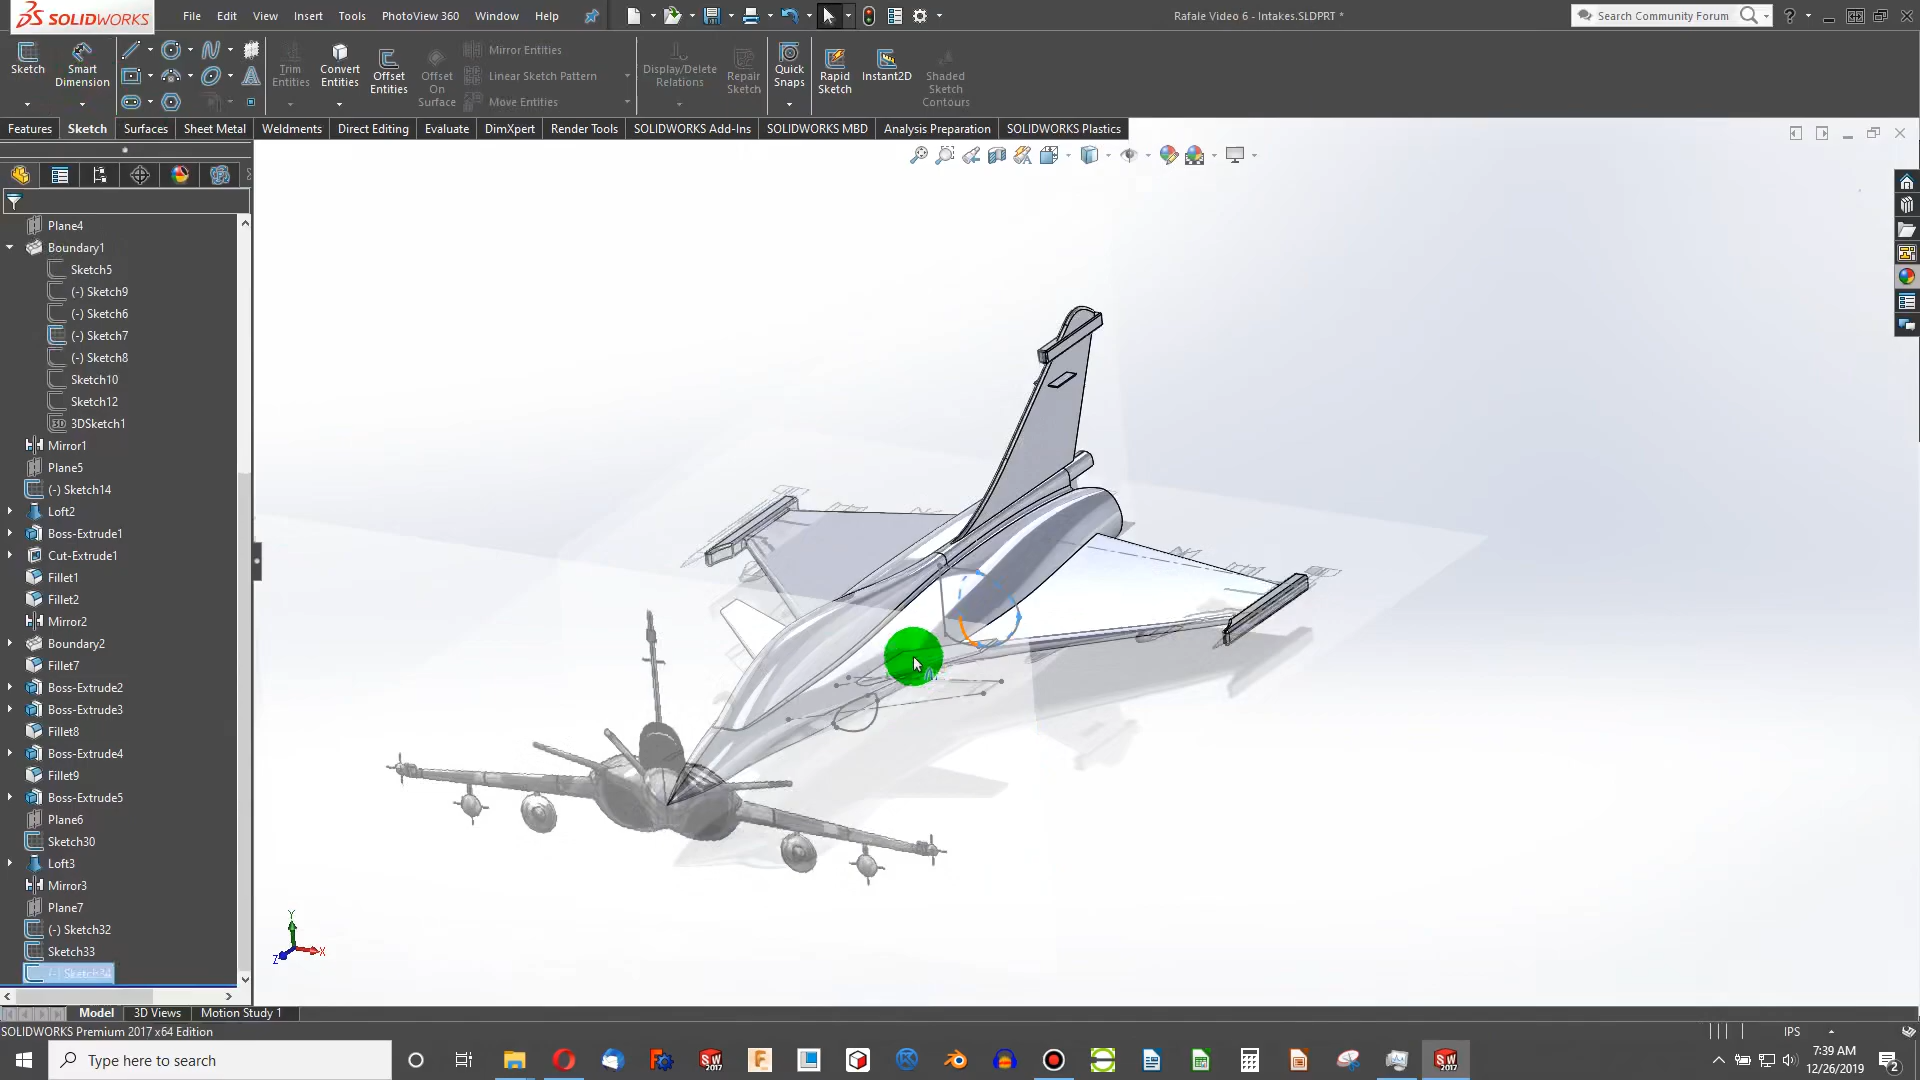 SOLIDWORKS File Edit View Insert Tools PhotoView 360 Window Help Rafale Video 6 - Intakes.SLDPRT * Search Community Forum ?
Sketch Smart Dimension Trim Entities Convert Entities Offset Entities Offset On Surface Mirror Entities Linear Sketch Pattern Move Entities Display/Delete Relations Repair Sketch Quick Snaps Rapid Sketch Instant2D Shaded Sketch Contours
Features Sketch Surfaces Sheet Metal Weldments Direct Editing Evaluate DimXpert Render Tools SOLIDWORKS Add-Ins SOLIDWORKS MBD Analysis Preparation SOLIDWORKS Plastics
Plane4
Boundary1
Sketch5
(-) Sketch9
(-) Sketch6
(-) Sketch7
(-) Sketch8
Sketch10
Sketch12
3DSketch1
Mirror1
Plane5
(-) Sketch14
Loft2
Boss-Extrude1
Cut-Extrude1
Fillet1
Fillet2
Mirror2
Boundary2
Fillet7
Boss-Extrude2
Boss-Extrude3
Fillet8
Boss-Extrude4
Fillet9
Boss-Extrude5
Plane6
Sketch30
Loft3
Mirror3
Plane7
(-) Sketch32
Sketch33
(-) Sketch34
Y
X
Z
Model 3D Views Motion Study 1
SOLIDWORKS Premium 2017 x64 Edition IPS
Type here to search
7:39 AM
12/26/2019
2